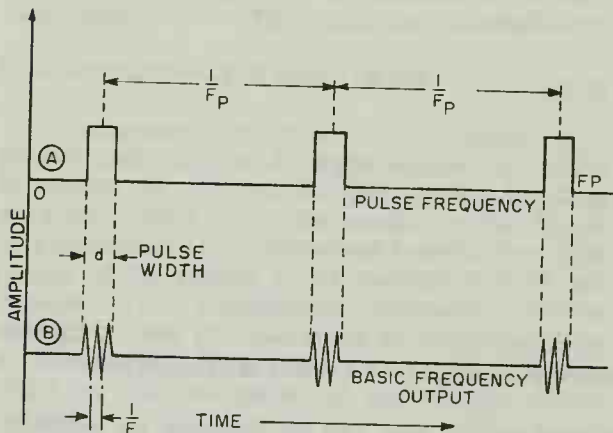 1/FP
1/FP
A
O
PULSE FREQUENCY
FP
d
PULSE
WIDTH
AMPLITUDE
B
BASIC FREQUENCY
OUTPUT
1/F
TIME